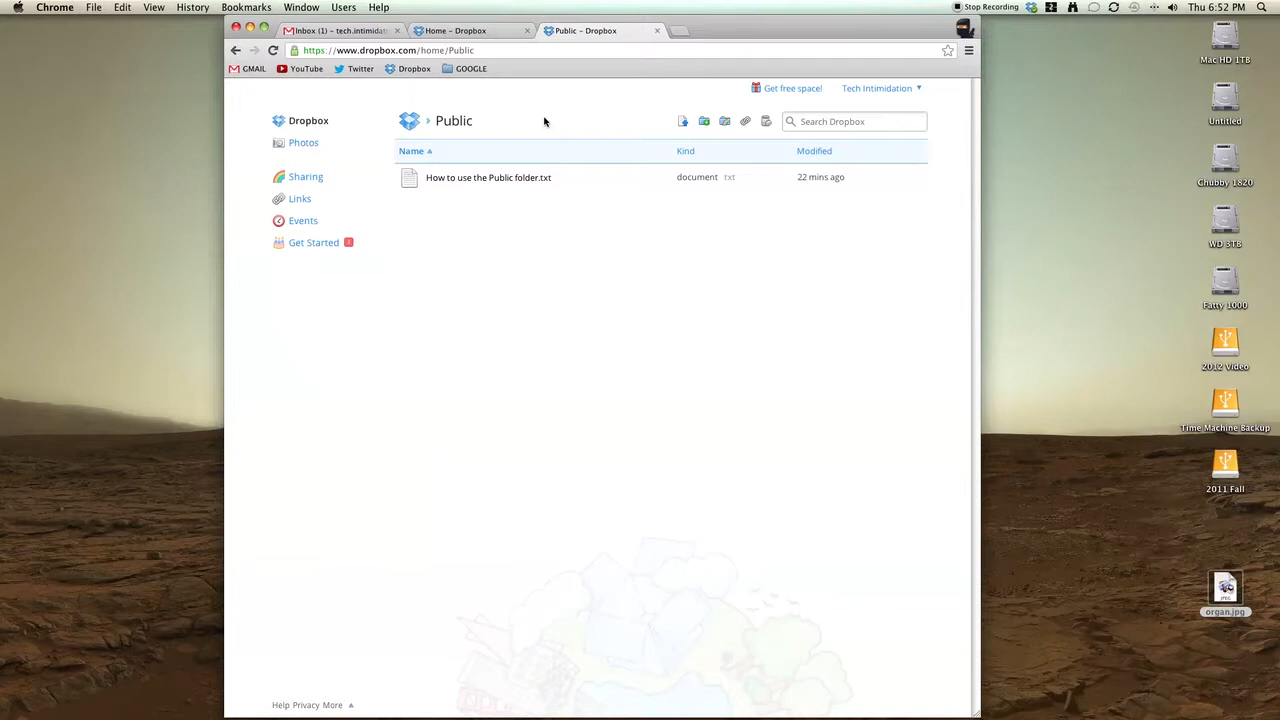 Chrome File Edit View History Bookmarks Window Users Help Stop Recording Thu 6:52 PM
Inbox (1) – tech.intimidat Home – Dropbox Public – Dropbox
https://www.dropbox.com/home/Public
GMAIL YouTube Twitter Dropbox GOOGLE
Get free space! Tech Intimidation
Dropbox
Photos
Sharing
Links
Events
Get Started
Public
Search Dropbox
Name Kind Modified
How to use the Public folder.txt document txt 22 mins ago
Help Privacy More
Mac HD 1TB
Untitled
Chubby 1820
WD 3TB
Fatty 1000
2012 Video
Time Machine Backup
2011 Fall
JPEG
organ.jpg